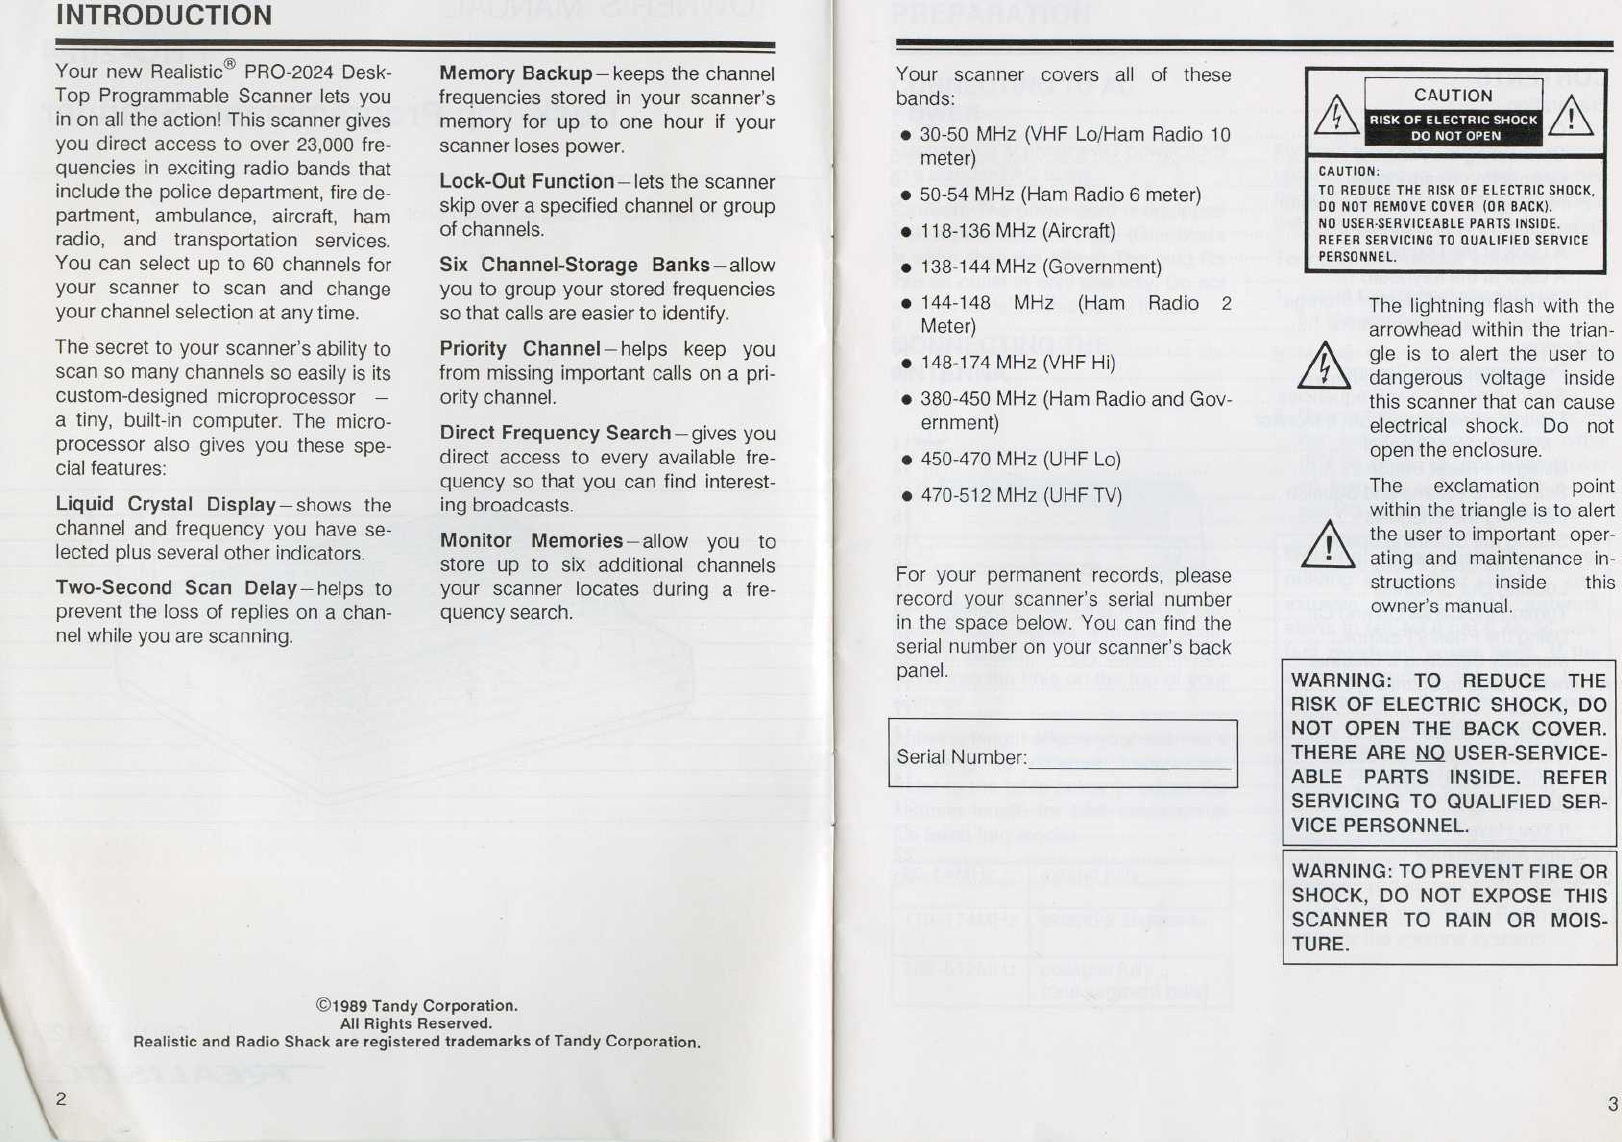 INTRODUCTION
Your new Realistic® PRO-2024 Desk-
Top Programmable Scanner lets you
in on all the action! This scanner gives
you direct access to over 23,000 fre-
quencies in exciting radio bands that
include the police department, fire de-
partment, ambulance, aircraft, ham
radio, and transportation services.
You can select up to 60 channels for
your scanner to scan and change
your channel selection at any time.
The secret to your scanner's ability to
scan so many channels so easily is its
custom-designed microprocessor –
a tiny, built-in computer. The micro-
processor also gives you these spe-
cial features:
Liquid Crystal Display – shows the
channel and frequency you have se-
lected plus several other indicators.
Two-Second Scan Delay – helps to
prevent the loss of replies on a chan-
nel while you are scanning.
Memory Backup – keeps the channel
frequencies stored in your scanner's
memory for up to one hour if your
scanner loses power.
Lock-Out Function – lets the scanner
skip over a specified channel or group
of channels.
Six Channel-Storage Banks – allow
you to group your stored frequencies
so that calls are easier to identify.
Priority Channel – helps keep you
from missing important calls on a pri-
ority channel.
Direct Frequency Search – gives you
direct access to every available fre-
quency so that you can find interest-
ing broadcasts.
Monitor Memories – allow you to
store up to six additional channels
your scanner locates during a fre-
quency search.
©1989 Tandy Corporation.
All Rights Reserved.
Realistic and Radio Shack are registered trademarks of Tandy Corporation.
2
Your scanner covers all of these
bands:
● 30-50 MHz (VHF Lo/Ham Radio 10
meter)
● 50-54 MHz (Ham Radio 6 meter)
● 118-136 MHz (Aircraft)
● 138-144 MHz (Government)
● 144-148 MHz (Ham Radio 2
Meter)
● 148-174 MHz (VHF Hi)
● 380-450 MHz (Ham Radio and Gov-
ernment)
● 450-470 MHz (UHF Lo)
● 470-512 MHz (UHF TV)
For your permanent records, please
record your scanner's serial number
in the space below. You can find the
serial number on your scanner's back
panel.
Serial Number:
CAUTION
RISK OF ELECTRIC SHOCK
DO NOT OPEN
CAUTION:
TO REDUCE THE RISK OF ELECTRIC SHOCK,
DO NOT REMOVE COVER (OR BACK).
NO USER-SERVICEABLE PARTS INSIDE.
REFER SERVICING TO QUALIFIED SERVICE
PERSONNEL.
The lightning flash with the
arrowhead within the trian-
gle is to alert the user to
dangerous voltage inside
this scanner that can cause
electrical shock. Do not
open the enclosure.
The exclamation point
within the triangle is to alert
the user to important oper-
ating and maintenance in-
structions inside this
owner's manual.
WARNING: TO REDUCE THE
RISK OF ELECTRIC SHOCK, DO
NOT OPEN THE BACK COVER.
THERE ARE NO USER-SERVICE-
ABLE PARTS INSIDE. REFER
SERVICING TO QUALIFIED SER-
VICE PERSONNEL.
WARNING: TO PREVENT FIRE OR
SHOCK, DO NOT EXPOSE THIS
SCANNER TO RAIN OR MOIS-
TURE.
3